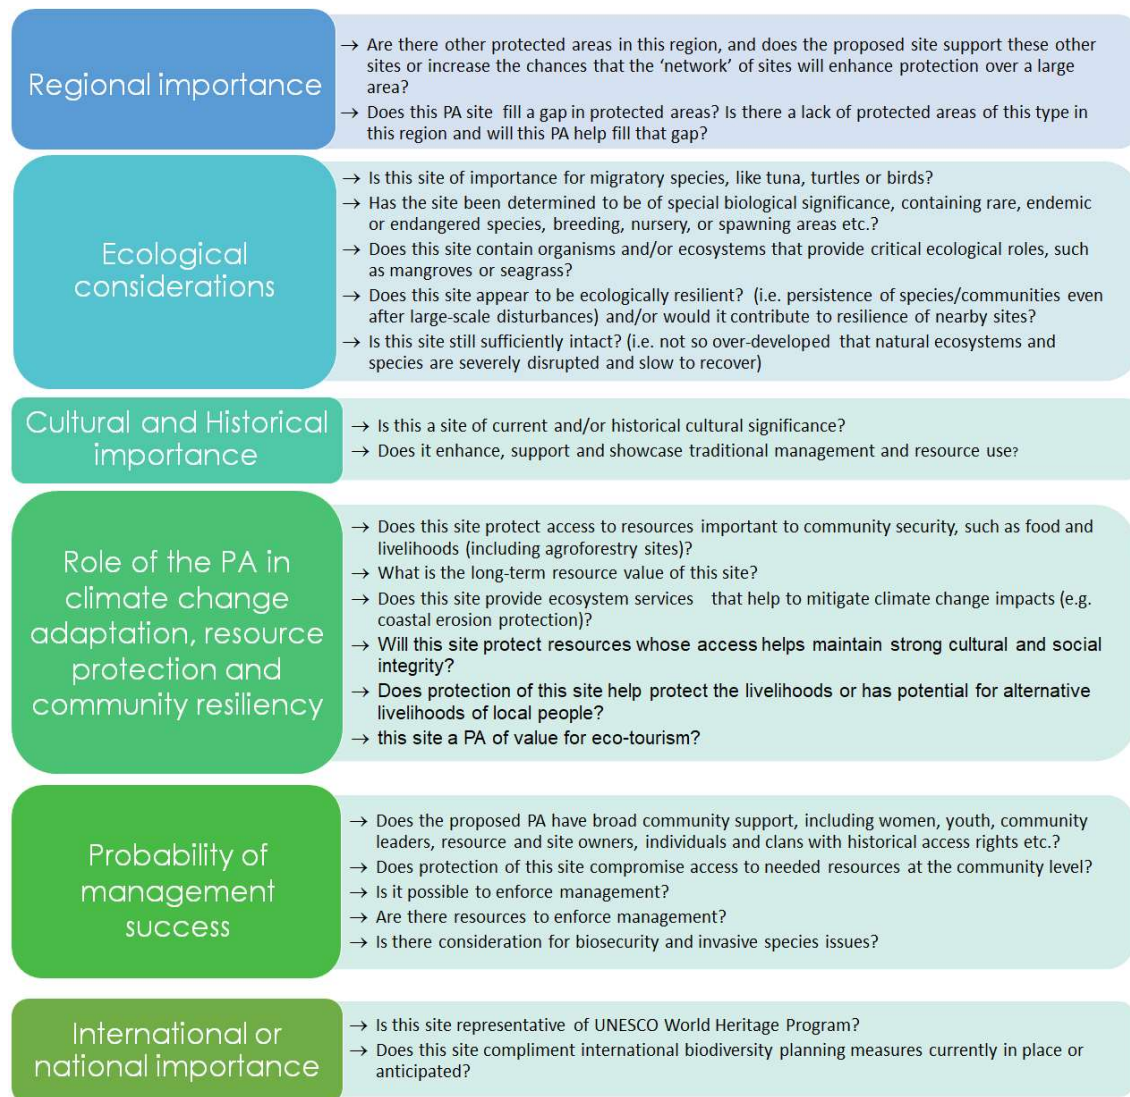 Regional importance
→ Are there other protected areas in this region, and does the proposed site support these other
sites or increase the chances that the ‘network’ of sites will enhance protection over a large
area?
→ Does this PA site fill a gap in protected areas? Is there a lack of protected areas of this type in
this region and will this PA help fill that gap?
Ecological
considerations
→ Is this site of importance for migratory species, like tuna, turtles or birds?
→ Has the site been determined to be of special biological significance, containing rare, endemic
or endangered species, breeding, nursery, or spawning areas etc.?
→ Does this site contain organisms and/or ecosystems that provide critical ecological roles, such
as mangroves or seagrass?
→ Does this site appear to be ecologically resilient? (i.e. persistence of species/communities even
after large-scale disturbances) and/or would it contribute to resilience of nearby sites?
→ Is this site still sufficiently intact? (i.e. not so over-developed that natural ecosystems and
species are severely disrupted and slow to recover)
Cultural and Historical
importance
→ Is this a site of current and/or historical cultural significance?
→ Does it enhance, support and showcase traditional management and resource use?
Role of the PA in
climate change
adaptation, resource
protection and
community resiliency
→ Does this site protect access to resources important to community security, such as food and
livelihoods (including agroforestry sites)?
→ What is the long-term resource value of this site?
→ Does this site provide ecosystem services that help to mitigate climate change impacts (e.g.
coastal erosion protection)?
→ Will this site protect resources whose access helps maintain strong cultural and social
integrity?
→ Does protection of this site help protect the livelihoods or has potential for alternative
livelihoods of local people?
→ this site a PA of value for eco-tourism?
Probability of
management
success
→ Does the proposed PA have broad community support, including women, youth, community
leaders, resource and site owners, individuals and clans with historical access rights etc.?
→ Does protection of this site compromise access to needed resources at the community level?
→ Is it possible to enforce management?
→ Are there resources to enforce management?
→ Is there consideration for biosecurity and invasive species issues?
International or
national importance
→ Is this site representative of UNESCO World Heritage Program?
→ Does this site compliment international biodiversity planning measures currently in place or
anticipated?